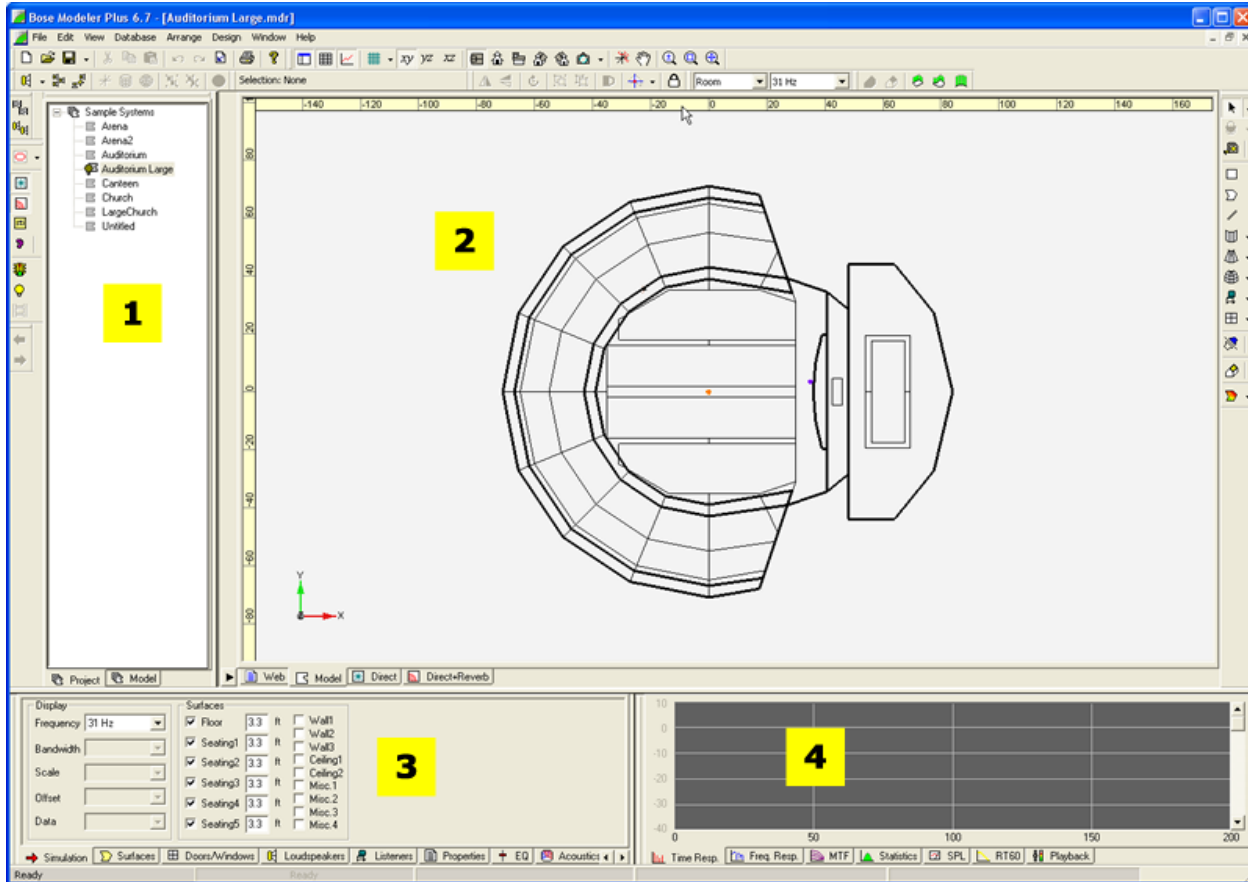 Bose Modeler Plus 6.7 - [Auditorium Large.mdr]
File Edit View Database Arrange Design Window Help
xy yz xz
Selection: None Room 31 Hz
Sample Systems
Arena
Arena2
Auditorium
Auditorium Large
Canteen
Church
LargeChurch
Untitled
1
Project Model
-140 -120 -100 -80 -60 -40 -20 0 20 40 60 80 100 120 140 160
80
60
40
20
0
-20
-40
-60
-80
2
Y
X
Web Model Direct Direct+Reverb
Display
Frequency 31 Hz
Bandwidth
Scale
Offset
Data
Surfaces
Floor 3.3 ft Wall1
Wall2
Seating1 3.3 ft Wall3
Seating2 3.3 ft Ceiling1
Ceiling2
Seating3 3.3 ft Misc.1
Seating4 3.3 ft Misc.2
Misc.3
Seating5 3.3 ft Misc.4
3
Simulation Surfaces Doors/Windows Loudspeakers Listeners Properties EQ Acoustics
10
0
-10
-20
-30
-40
0 50 100 150 200
4
Time Resp. Freq. Resp. MTF Statistics SPL RT60 Playback
Ready Ready